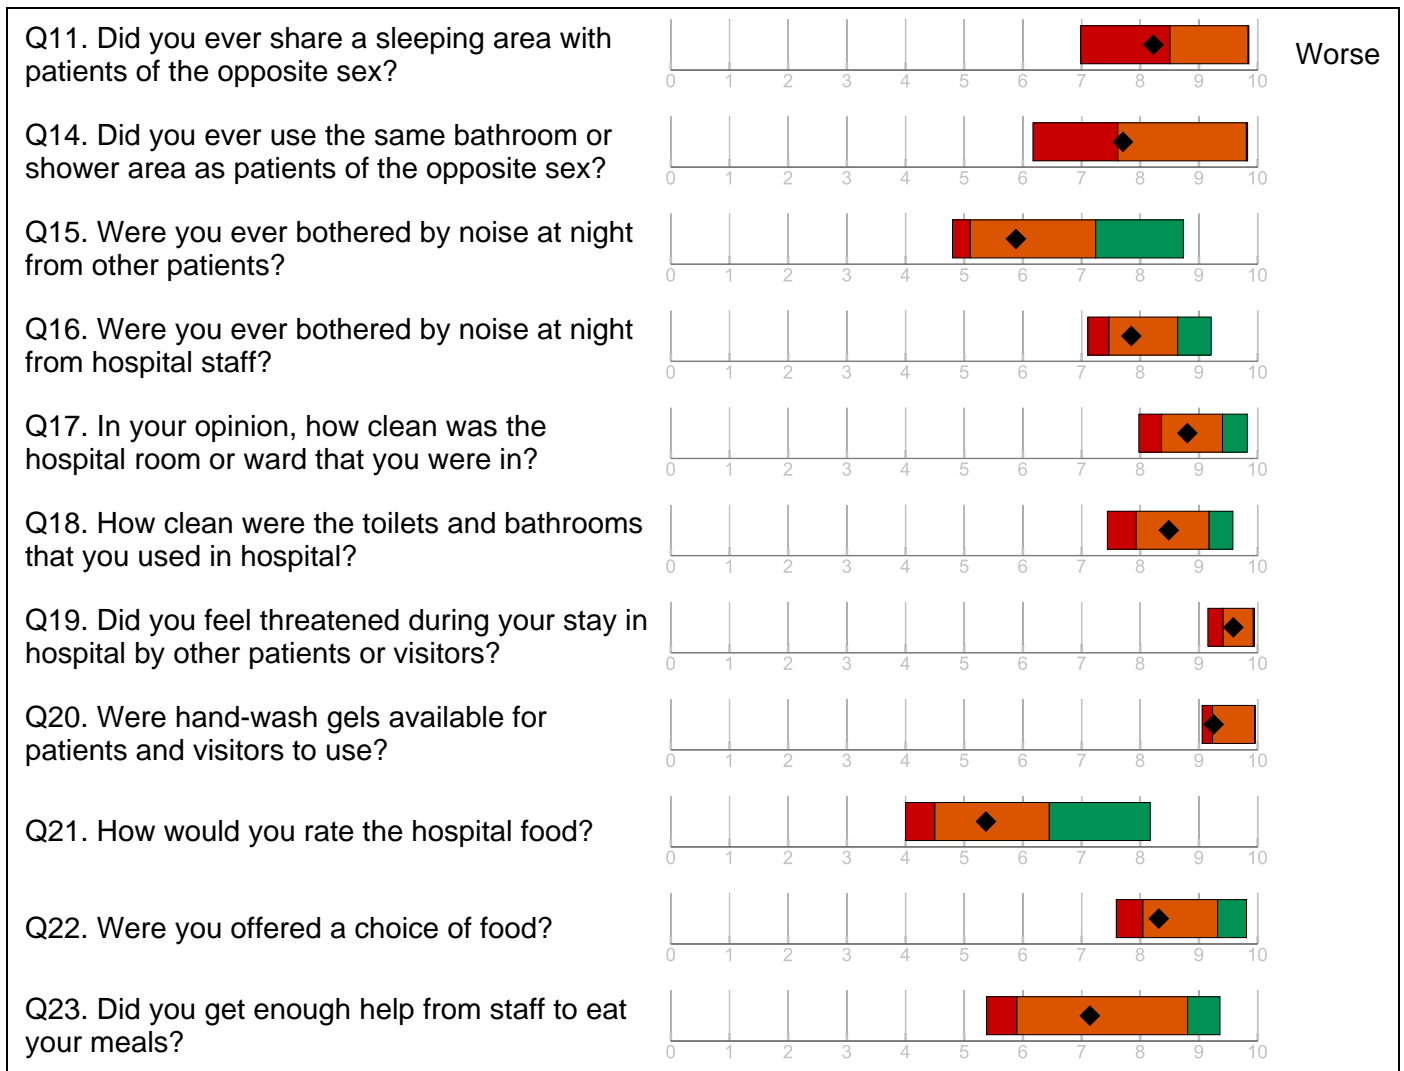 Q11. Did you ever share a sleeping area with
patients of the opposite sex?
0 1 2 3 4 5 6 7 8 9 10
Worse
Q14. Did you ever use the same bathroom or
shower area as patients of the opposite sex?
0 1 2 3 4 5 6 7 8 9 10
Q15. Were you ever bothered by noise at night
from other patients?
0 1 2 3 4 5 6 7 8 9 10
Q16. Were you ever bothered by noise at night
from hospital staff?
0 1 2 3 4 5 6 7 8 9 10
Q17. In your opinion, how clean was the
hospital room or ward that you were in?
0 1 2 3 4 5 6 7 8 9 10
Q18. How clean were the toilets and bathrooms
that you used in hospital?
0 1 2 3 4 5 6 7 8 9 10
Q19. Did you feel threatened during your stay in
hospital by other patients or visitors?
0 1 2 3 4 5 6 7 8 9 10
Q20. Were hand-wash gels available for
patients and visitors to use?
0 1 2 3 4 5 6 7 8 9 10
Q21. How would you rate the hospital food?
0 1 2 3 4 5 6 7 8 9 10
Q22. Were you offered a choice of food?
0 1 2 3 4 5 6 7 8 9 10
Q23. Did you get enough help from staff to eat
your meals?
0 1 2 3 4 5 6 7 8 9 10